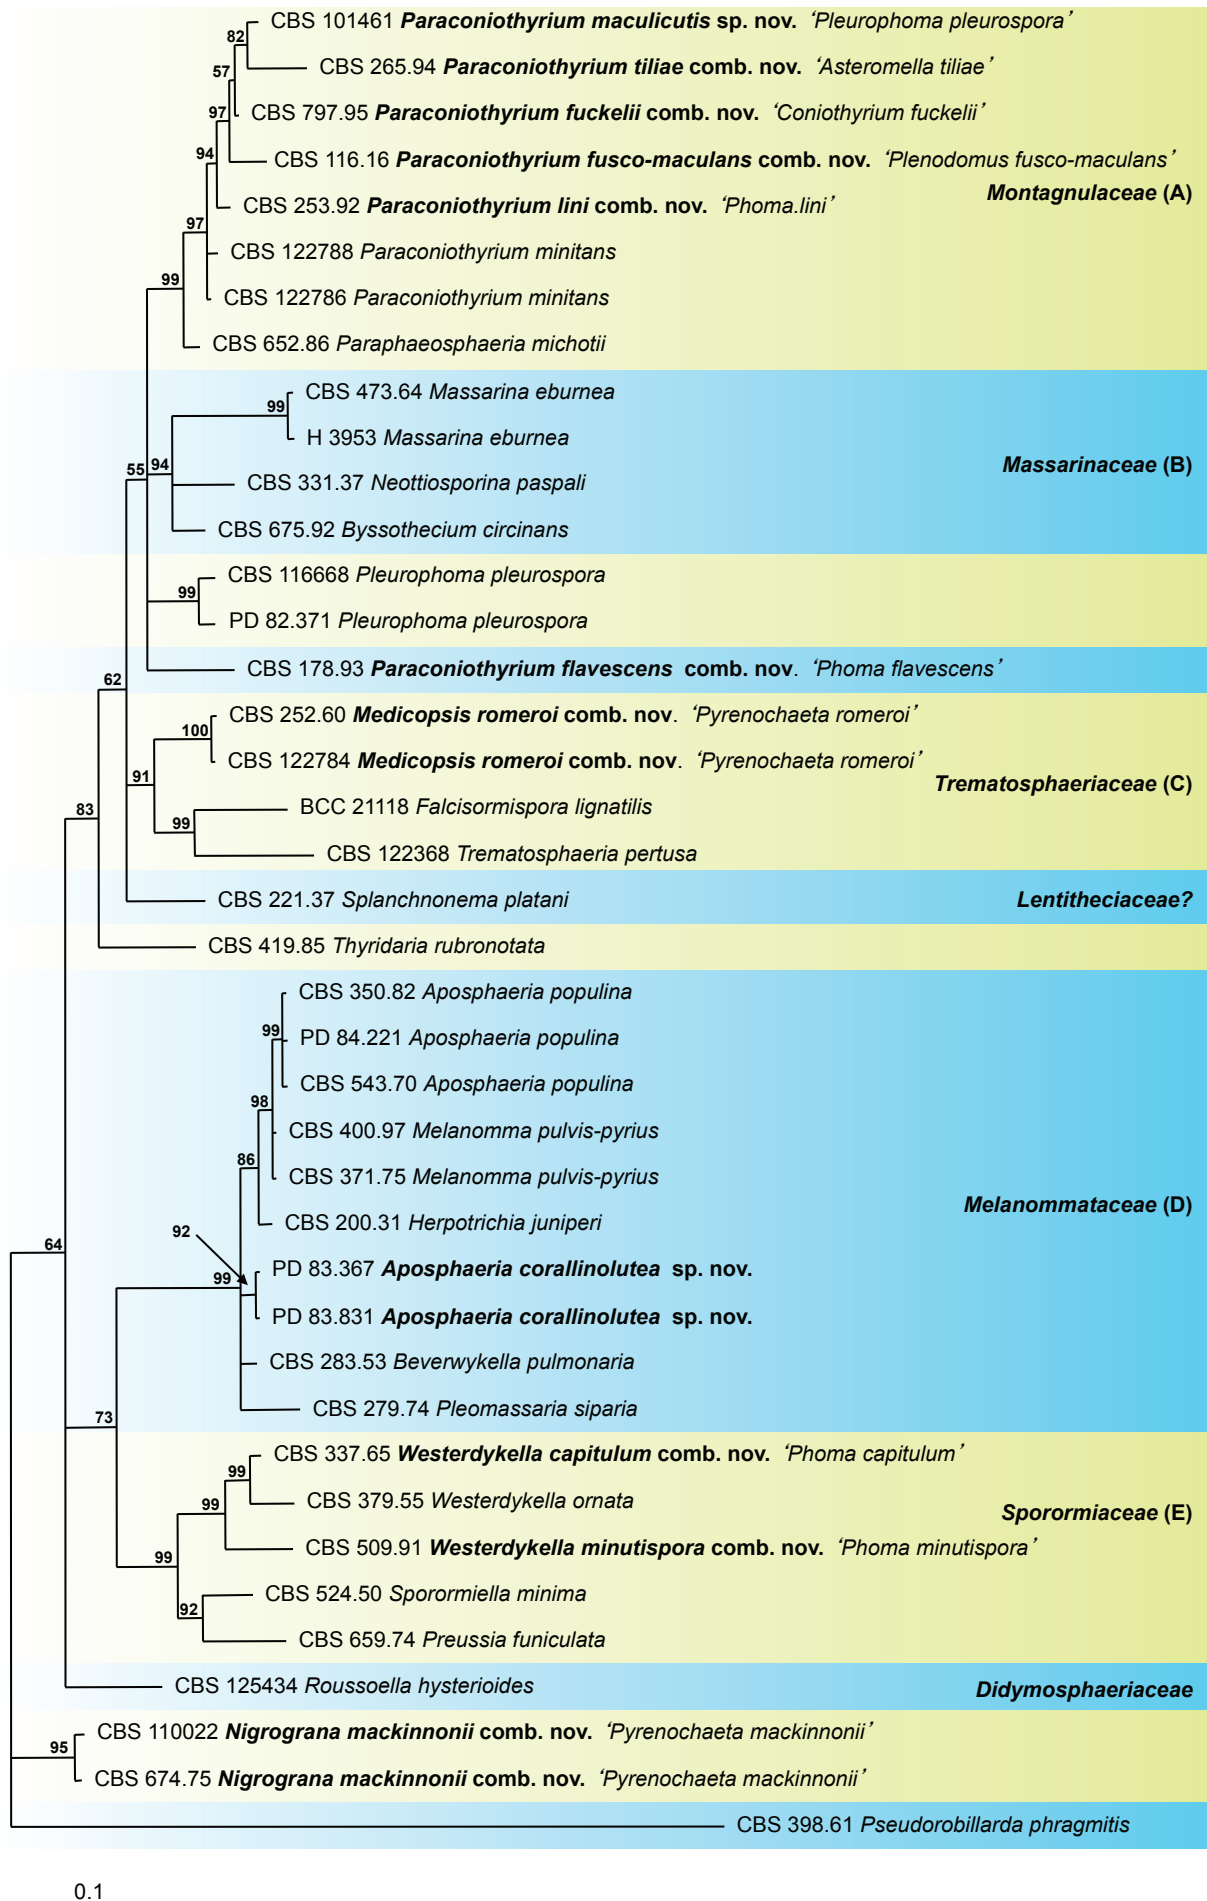 CBS 101461 Paraconiothyrium maculicutis sp. nov. ‘Pleurophoma pleurospora’
82
CBS 265.94 Paraconiothyrium tiliae comb. nov. ‘Asteromella tiliae’
57
CBS 797.95 Paraconiothyrium fuckelii comb. nov. ‘Coniothyrium fuckelii’
97
CBS 116.16 Paraconiothyrium fusco-maculans comb. nov. ‘Plenodomus fusco-maculans’
94
Montagnulaceae (A)
CBS 253.92 Paraconiothyrium lini comb. nov. ‘Phoma.lini’
97
CBS 122788 Paraconiothyrium minitans
99
CBS 122786 Paraconiothyrium minitans
CBS 652.86 Paraphaeosphaeria michotii
CBS 473.64 Massarina eburnea
99
H 3953 Massarina eburnea
55
94
Massarinaceae (B)
CBS 331.37 Neottiosporina paspali
CBS 675.92 Byssothecium circinans
CBS 116668 Pleurophoma pleurospora
99
PD 82.371 Pleurophoma pleurospora
CBS 178.93 Paraconiothyrium flavescens comb. nov. ‘Phoma flavescens’
62
CBS 252.60 Medicopsis romeroi comb. nov. ‘Pyrenochaeta romeroi’
100
CBS 122784 Medicopsis romeroi comb. nov. ‘Pyrenochaeta romeroi’
91
Trematosphaeriaceae (C)
BCC 21118 Falcisormispora lignatilis
83
99
CBS 122368 Trematosphaeria pertusa
CBS 221.37 Splanchnonema platani
Lentitheciaceae?
CBS 419.85 Thyridaria rubronotata
CBS 350.82 Aposphaeria populina
99
PD 84.221 Aposphaeria populina
CBS 543.70 Aposphaeria populina
98
CBS 400.97 Melanomma pulvis-pyrius
86
CBS 371.75 Melanomma pulvis-pyrius
Melanommataceae (D)
CBS 200.31 Herpotrichia juniperi
92
64
PD 83.367 Aposphaeria corallinolutea sp. nov.
99
PD 83.831 Aposphaeria corallinolutea sp. nov.
CBS 283.53 Beverwykella pulmonaria
CBS 279.74 Pleomassaria siparia
73
CBS 337.65 Westerdykella capitulum comb. nov. ‘Phoma capitulum’
99
CBS 379.55 Westerdykella ornata
99
Sporormiaceae (E)
CBS 509.91 Westerdykella minutispora comb. nov. ‘Phoma minutispora’
99
CBS 524.50 Sporormiella minima
92
CBS 659.74 Preussia funiculata
CBS 125434 Roussoella hysterioides
Didymosphaeriaceae
CBS 110022 Nigrograna mackinnonii comb. nov. ‘Pyrenochaeta mackinnonii’
95
CBS 674.75 Nigrograna mackinnonii comb. nov. ‘Pyrenochaeta mackinnonii’
CBS 398.61 Pseudorobillarda phragmitis
0.1